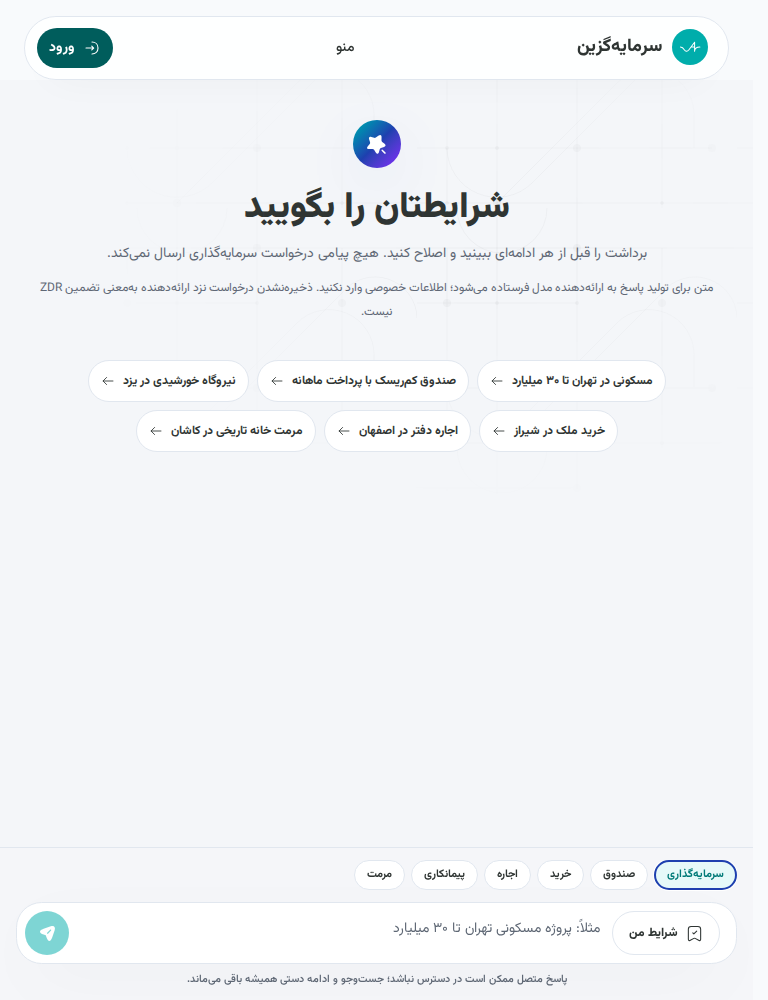 سرمایه‌گزین
منو
ورود
شرایطتان را بگویید
برداشت را قبل از هر ادامه‌ای ببینید و اصلاح کنید. هیچ پیامی درخواست سرمایه‌گذاری ارسال نمی‌کند.
متن برای تولید پاسخ به ارائه‌دهنده مدل فرستاده می‌شود؛ اطلاعات خصوصی وارد نکنید. ذخیره‌نشدن درخواست نزد ارائه‌دهنده به‌معنی تضمین ZDR
نیست.
مسکونی در تهران تا ۳۰ میلیارد
صندوق کم‌ریسک با پرداخت ماهانه
نیروگاه خورشیدی در یزد
خرید ملک در شیراز
اجاره دفتر در اصفهان
مرمت خانه تاریخی در کاشان
سرمایه‌گذاری
صندوق
خرید
اجاره
پیمانکاری
مرمت
شرایط من
مثلاً: پروژه مسکونی تهران تا ۳۰ میلیارد
پاسخ متصل ممکن است در دسترس نباشد؛ جست‌وجو و ادامه دستی همیشه باقی می‌ماند.